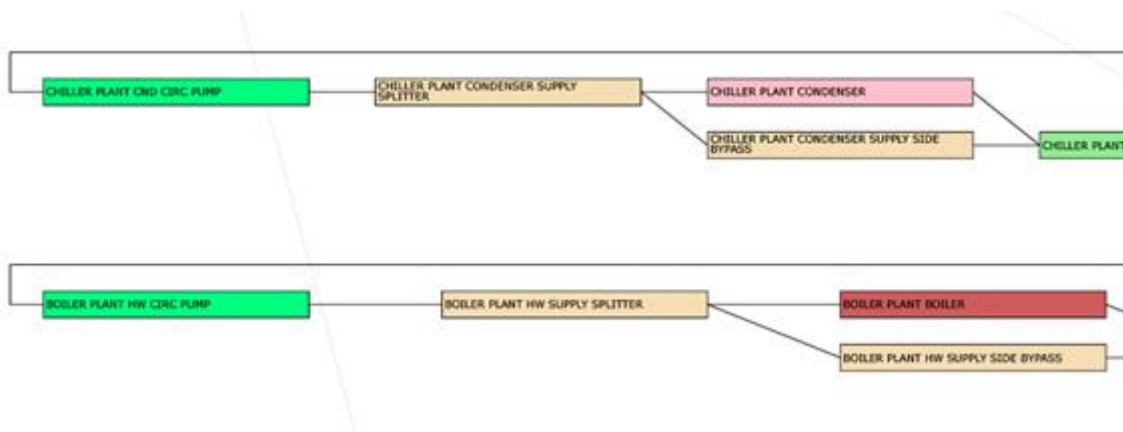 CHILLER PLANT CND CIRC PUMP
CHILLER PLANT CONDENSER SUPPLY
SPLITTER
CHILLER PLANT CONDENSER
CHILLER PLANT CONDENSER SUPPLY SIDE
BYPASS
CHILLER PLANT
BOILER PLANT HW CIRC PUMP
BOILER PLANT HW SUPPLY SPLITTER
BOILER PLANT BOILER
BOILER PLANT HW SUPPLY SIDE BYPASS